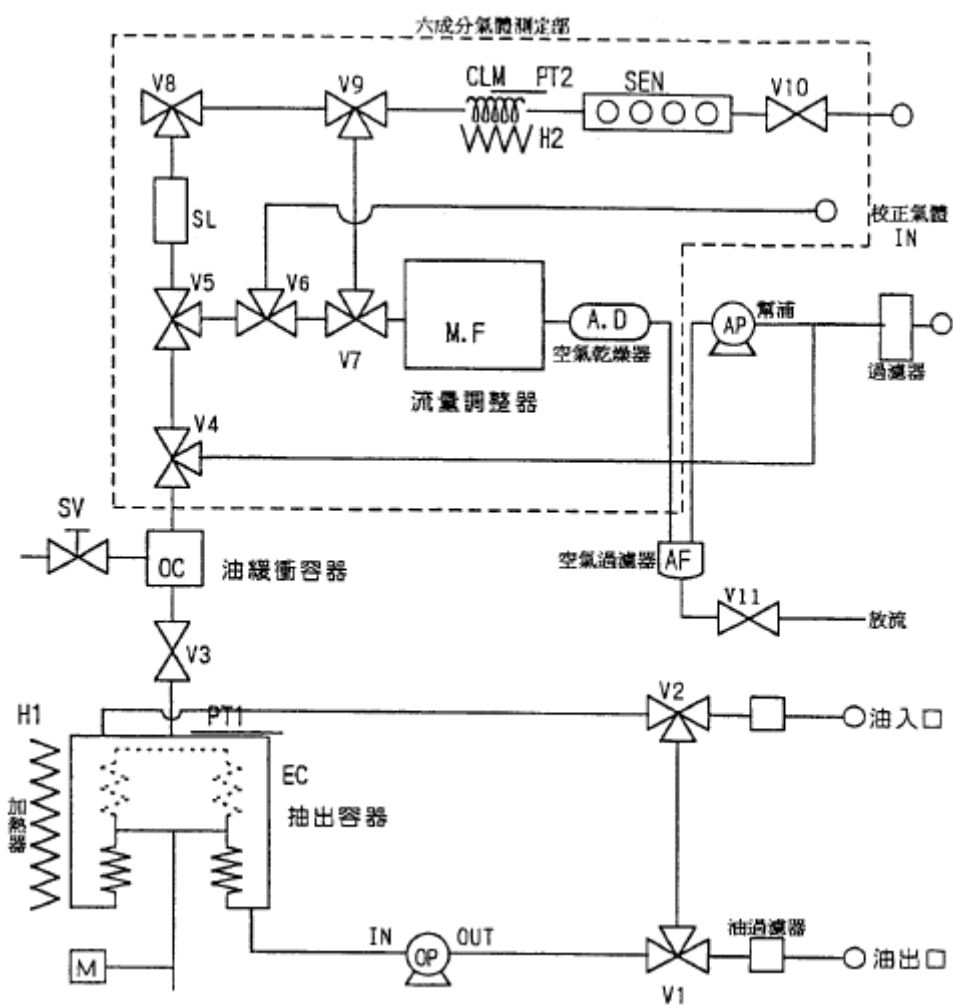 六成分氣體測定部
V8
V9
CLM
PT2
SEN
V10
H2
SL
校正氣體
IN
V5
V6
V7
M.F
流量調整器
A.D
空氣乾燥器
AP
幫浦
過濾器
V4
SV
OC
油緩衝容器
空氣過濾器
AF
V11
放流
V3
H1
加熱器
PT1
EC
抽出容器
V2
油入口
M
IN
OP
OUT
V1
油過濾器
油出口